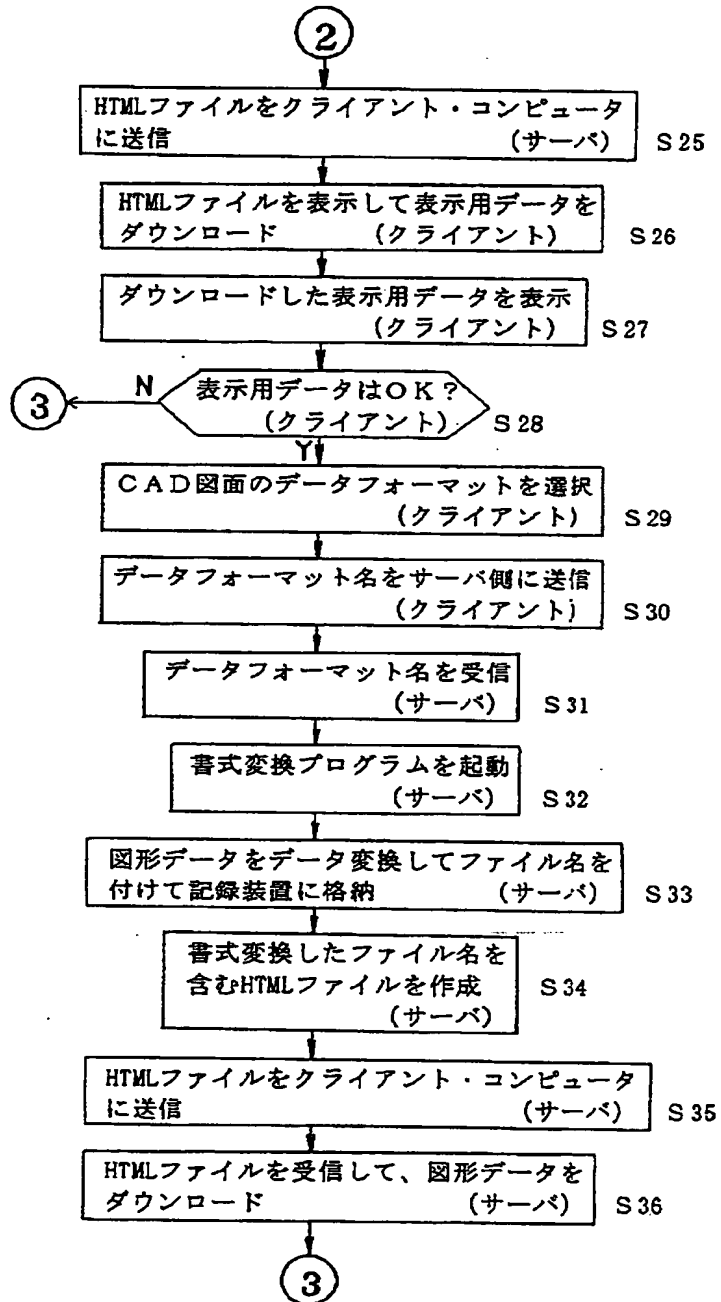 2
HTMLファイルをクライアント・コンピュータ
に送信 (サーバ) S25
HTMLファイルを表示して表示用データを
ダウンロード (クライアント) S26
ダウンロードした表示用データを表示
(クライアント) S27
N 表示用データはOK?
3 (クライアント) S28
Y
CAD図面のデータフォーマットを選択
(クライアント) S29
データフォーマット名をサーバ側に送信
(クライアント) S30
データフォーマット名を受信
(サーバ) S31
書式変換プログラムを起動
(サーバ) S32
図形データをデータ変換してファイル名を
付けて記録装置に格納 (サーバ) S33
書式変換したファイル名を
含むHTMLファイルを作成 S34
(サーバ)
HTMLファイルをクライアント・コンピュータ
に送信 (サーバ) S35
HTMLファイルを受信して、図形データを
ダウンロード (サーバ) S36
3